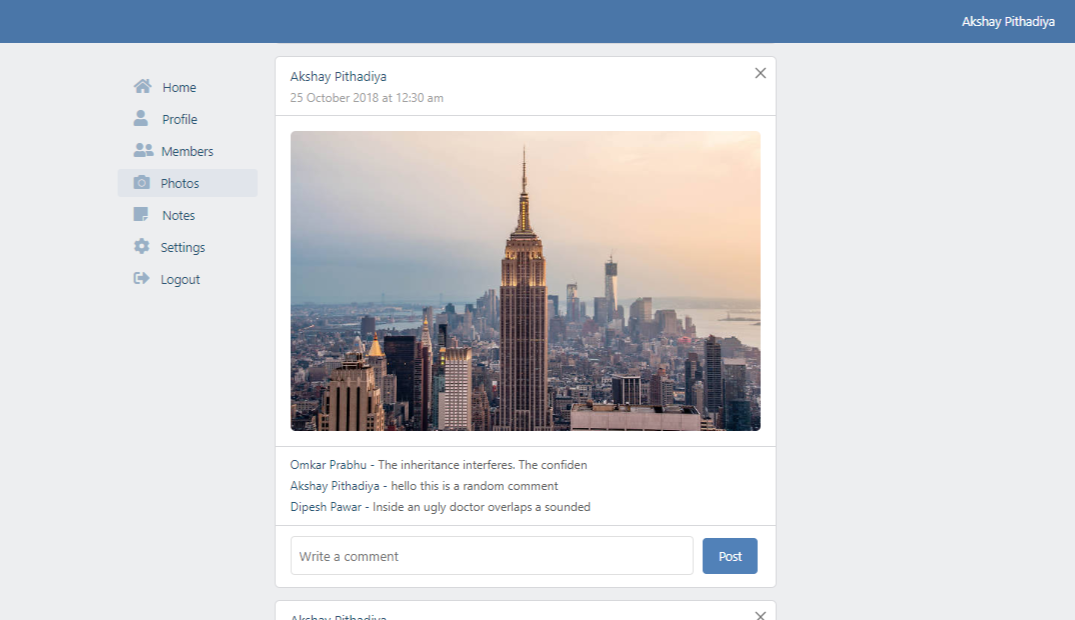 Akshay Pithadiya
Home
Profile
Members
Photos
Notes
Settings
Logout
Akshay Pithadiya
25 October 2018 at 12:30 am
Omkar Prabhu - The inheritance interferes. The confiden
Akshay Pithadiya - hello this is a random comment
Dipesh Pawar - Inside an ugly doctor overlaps a sounded
Write a comment
Post
Akshay Pithadiya